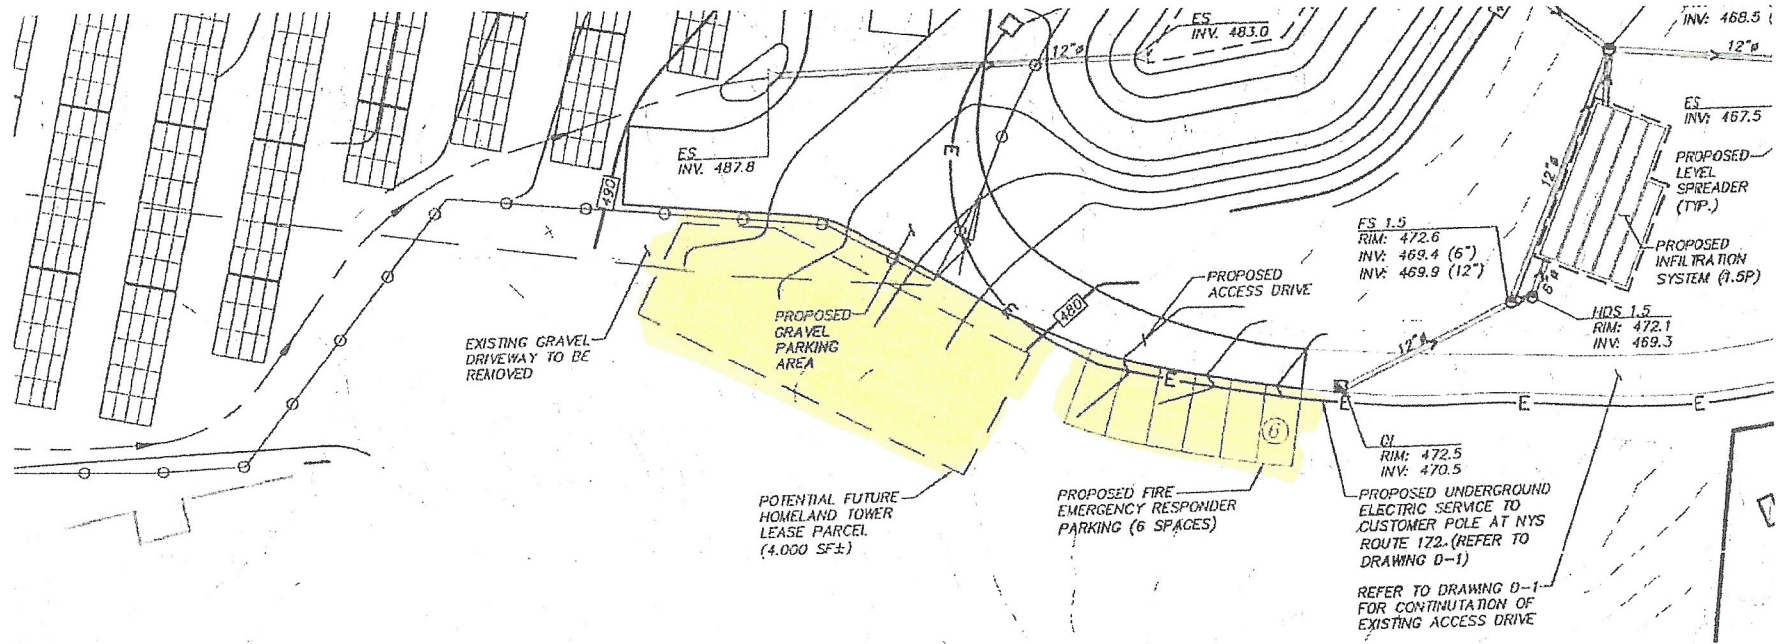 ES
INV. 483.0
INV: 468.5
12"ø
12"ø
ES
INV. 487.8
490
E
ES
INV: 467.5
PROPOSED
LEVEL
SPREADER
(TYP.)
12"ø
PROPOSED
INFILTRATION
SYSTEM (1.5P)
FS 1.5
RIM: 472.6
INV: 469.4 (6")
INV: 469.9 (12")
6"ø
HDS 1.5
RIM: 472.1
INV: 469.3
PROPOSED
ACCESS DRIVE
E
480
PROPOSED
GRAVEL
PARKING
AREA
EXISTING GRAVEL
DRIVEWAY TO BE
REMOVED
12"ø
E
E
E
E
6
CI
RIM: 472.5
INV: 470.5
POTENTIAL FUTURE
HOMELAND TOWER
LEASE PARCEL
(4,000 SF±)
PROPOSED FIRE
EMERGENCY RESPONDER
PARKING (6 SPACES)
PROPOSED UNDERGROUND
ELECTRIC SERVICE TO
CUSTOMER POLE AT NYS
ROUTE 172. (REFER TO
DRAWING D-1)
REFER TO DRAWING D-1
FOR CONTINUTATION OF
EXISTING ACCESS DRIVE